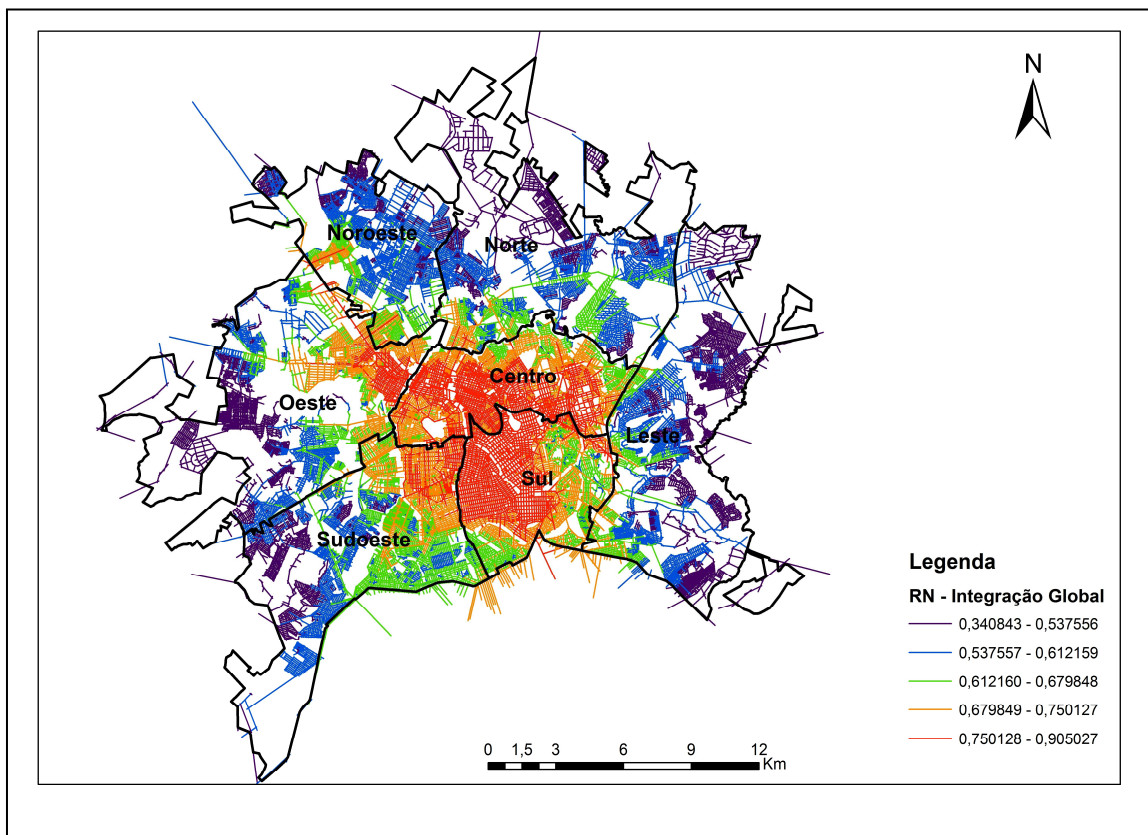 N
Noroeste
Norte
Centro
Oeste
Leste
Sul
Sudoeste
Legenda
RN - Integração Global
0,340843 - 0,537556
0,537557 - 0,612159
0,612160 - 0,679848
0,679849 - 0,750127
0,750128 - 0,905027
0 1,5 3 6 9 12
Km